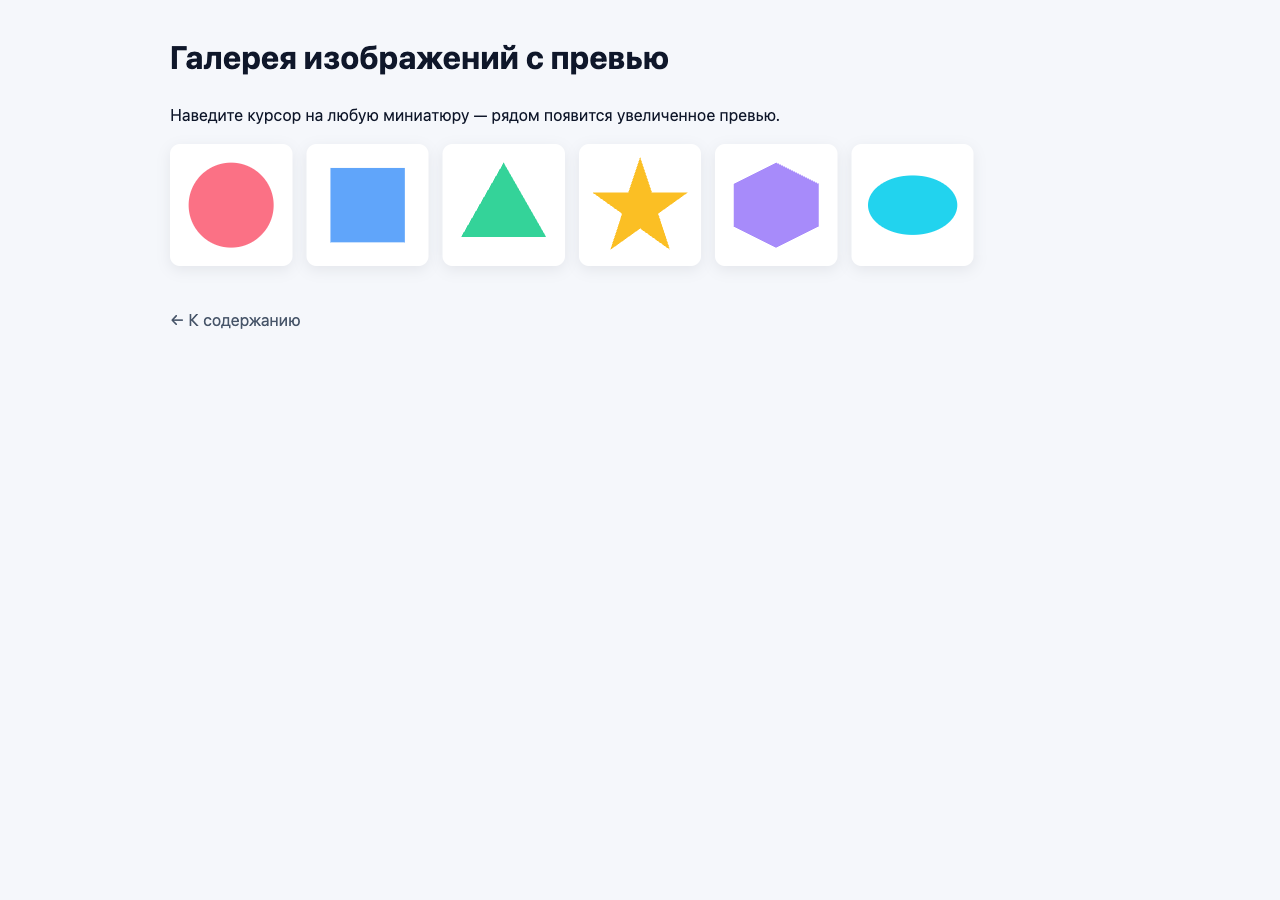 Галерея изображений с превью
Наведите курсор на любую миниатюру — рядом появится увеличенное превью.
← К содержанию